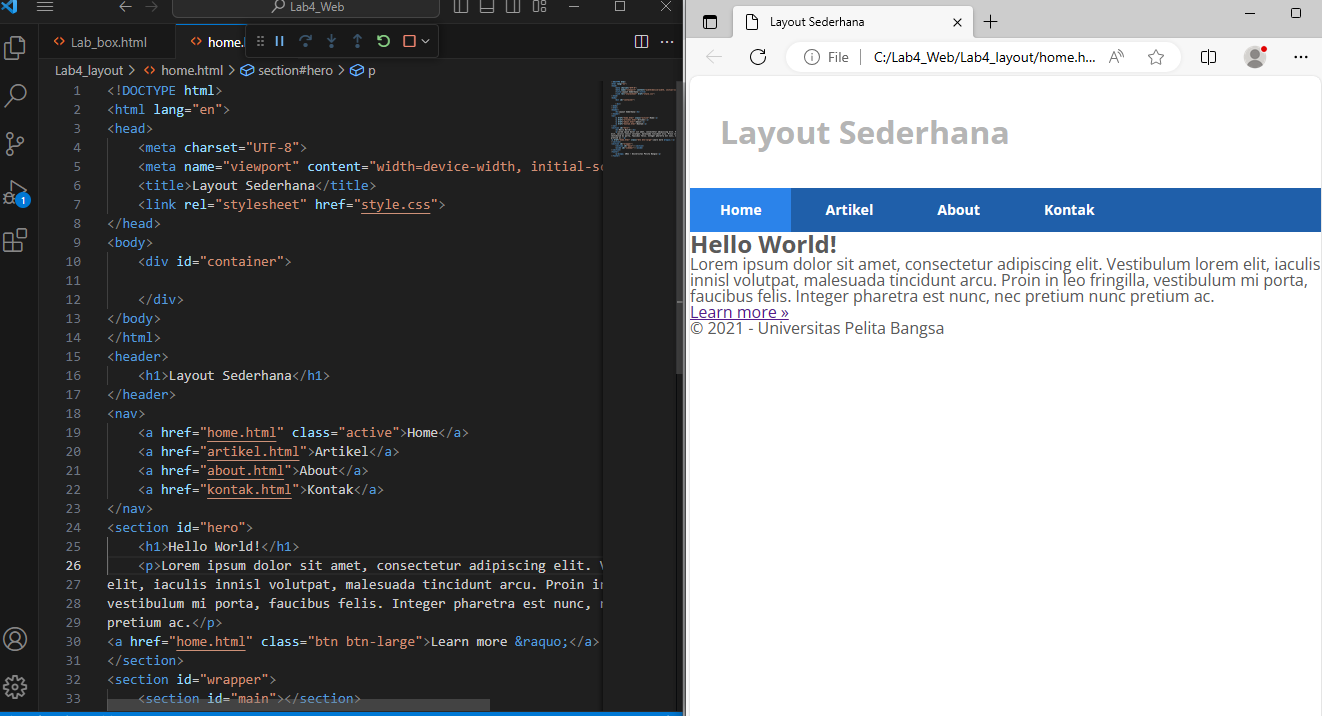 Lab4_Web
Lab_box.html
home.
Lab4_layout > home.html > section#hero > p
1 <!DOCTYPE html>
2 <html lang="en">
3 <head>
4 <meta charset="UTF-8">
5 <meta name="viewport" content="width=device-width, initial-sc
6 <title>Layout Sederhana</title>
7 <link rel="stylesheet" href="style.css">
8 </head>
9 <body>
10 <div id="container">
11
12 </div>
13 </body>
14 </html>
15 <header>
16 <h1>Layout Sederhana</h1>
17 </header>
18 <nav>
19 <a href="home.html" class="active">Home</a>
20 <a href="artikel.html">Artikel</a>
21 <a href="about.html">About</a>
22 <a href="kontak.html">Kontak</a>
23 </nav>
24 <section id="hero">
25 <h1>Hello World!</h1>
26 <p>Lorem ipsum dolor sit amet, consectetur adipiscing elit. V
27 elit, iaculis innisl volutpat, malesuada tincidunt arcu. Proin in
28 vestibulum mi porta, faucibus felis. Integer pharetra est nunc, n
29 pretium ac.</p>
30 <a href="home.html" class="btn btn-large">Learn more &raquo;</a>
31 </section>
32 <section id="wrapper">
33 <section id="main"></section>
1
Layout Sederhana
File C:/Lab4_Web/Lab4_layout/home.h...
Layout Sederhana
Home Artikel About Kontak
Hello World!
Lorem ipsum dolor sit amet, consectetur adipiscing elit. Vestibulum lorem elit, iaculis
innisl volutpat, malesuada tincidunt arcu. Proin in leo fringilla, vestibulum mi porta,
faucibus felis. Integer pharetra est nunc, nec pretium nunc pretium ac.
Learn more »
© 2021 - Universitas Pelita Bangsa